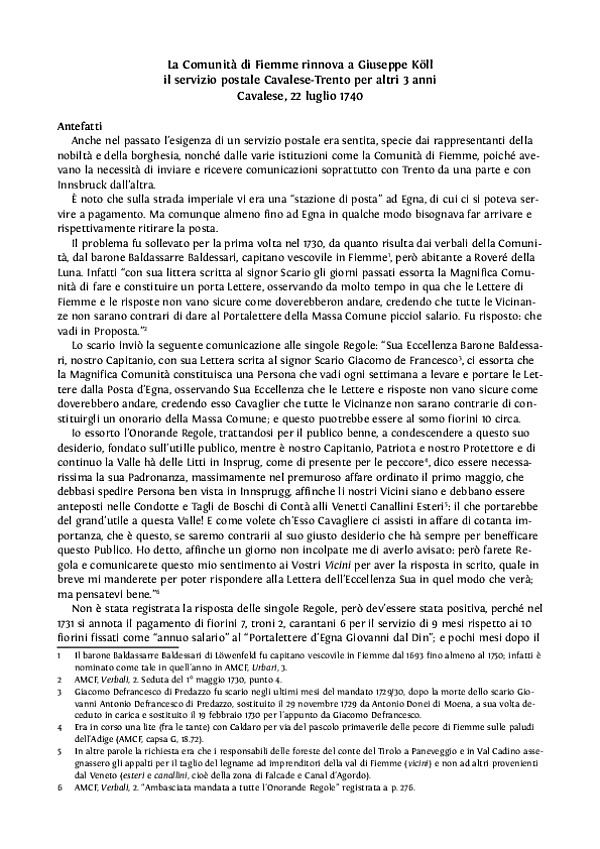 La Comunità di Fiemme rinnova a Giuseppe Köll
il servizio postale Cavalese-Trento per altri 3 anni
Cavalese, 22 luglio 1740
Antefatti
Anche nel passato l'esigenza di un servizio postale era sentita, specie dai rappresentanti della
nobiltà e della borghesia, nonché dalle varie istituzioni come la Comunità di Fiemme, poiché ave-
vano la necessità di inviare e ricevere comunicazioni soprattutto con Trento da una parte e con
Innsbruck dall'altra.
È noto che sulla strada imperiale vi era una "stazione di posta" ad Egna, di cui ci si poteva ser-
vire a pagamento. Ma comunque almeno fino ad Egna in qualche modo bisognava far arrivare e
rispettivamente ritirare la posta.
Il problema fu sollevato per la prima volta nel 1730, da quanto risulta dai verbali della Comuni-
tà, dal barone Baldassarre Baldessari, capitano vescovile in Fiemme¹, però abitante a Roveré della
Luna. Infatti "con sua littera scritta al signor Scario gli giorni passati essorta la Magnifica Comu-
nità di fare e constituire un porta Lettere, osservando da molto tempo in qua che le Lettere di
Fiemme e le risposte non vano sicure come doverebberon andare, credendo che tutte le Vicinan-
ze non sarano contrari di dare al Portalettere della Massa Comune picciol salario. Fu risposto: che
vadi in Proposta."²
Lo scario inviò la seguente comunicazione alle singole Regole: "Sua Eccellenza Barone Baldessa-
ri, nostro Capitanio, con sua Lettera scrita al signor Scario Giacomo de Francesco³, ci essorta che
la Magnifica Comunità constituisca una Persona che vadi ogni settimana a levare e portare le Let-
tere dalla Posta d'Egna, osservando Sua Eccellenza che le Lettere e risposte non van sicure come
doverebbero andare, credendo esso Cavaglier che tutte le Vicinanze non sarano contrarie di con-
stituirgli un onorario della Massa Comune; e questo puotrebbe essere al somo fiorini 10 circa.
Io essorto l'Onorande Regole, trattandosi per il publico benne, a condescendere a questo suo
desiderio, fondato sull'utille publico, mentre è nostro Capitanio, Patriota e nostro Protettore e di
continuo la Valle hà delle Litti in Insprug, come di presente per le peccore⁴, dico essere necessa-
rissima la sua Padronanza, massimamente nel premuroso affare ordinato il primo maggio, che
debbasi spedire Persona ben vista in Innsprugg, affinche li nostri Vicini siano e debbano essere
anteposti nelle Condotte e Tagli de Boschi di Contà alli Venetti Canallini Esteri⁵: il che portarebbe
del grand'utile a questa Valle! E come volete ch'Esso Cavagliere ci assisti in affare di cotanta im-
portanza, che è questo, se saremo contrarii al suo giusto desiderio che hà sempre per benefficare
questo Publico. Ho detto, affinche un giorno non incolpate me di averlo avisato: però farete Re-
gola e comunicarete questo mio sentimento ai Vostri Vicini per aver la risposta in scrito, quale in
breve mi manderete per poter rispondere alla Lettera dell'Eccellenza Sua in quel modo che verà;
ma pensatevi bene."⁶
Non è stata registrata la risposta delle singole Regole, però dev'essere stata positiva, perché nel
1731 si annota il pagamento di fiorini 7, troni 2, carantani 6 per il servizio di 9 mesi rispetto ai 10
fiorini fissati come "annuo salario" al "Portalettere d'Egna Giovanni dal Din"; e pochi mesi dopo il
1 Il barone Baldassarre Baldessari di Löwenfeld fu capitano vescovile in Fiemme dal 1693 fino almeno al 1750; infatti è
nominato come tale in quell'anno in AMCF, Urbari, 3.
2 AMCF, Verbali, 2. Seduta del 1° maggio 1730, punto 4.
3 Giacomo Defrancesco di Predazzo fu scario negli ultimi mesi del mandato 1729/30, dopo la morte dello scario Gio-
vanni Antonio Defrancesco di Predazzo, sostituito il 29 novembre 1729 da Antonio Donei di Moena, a sua volta de-
ceduto in carica e sostituito il 19 febbraio 1730 per l'appunto da Giacomo Defrancesco.
4 Era in corso una lite (fra le tante) con Caldaro per via del pascolo primaverile delle pecore di Fiemme sulle paludi
dell'Adige (AMCF, capsa G, 18.72).
5 In altre parole la richiesta era che i responsabili delle foreste del conte del Tirolo a Paneveggio e in Val Cadino asse-
gnassero gli appalti per il taglio del legname ad imprenditori della val di Fiemme (vicini) e non ad altri provenienti
dal Veneto (esteri e canallini, cioè della zona di Falcade e Canal d'Agordo).
6 AMCF, Verbali, 2. "Ambasciata mandata a tutte l'Onorande Regole" registrata a p. 276.